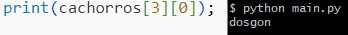 print(cachorros[3][0]);
$ python main.py
dosgon